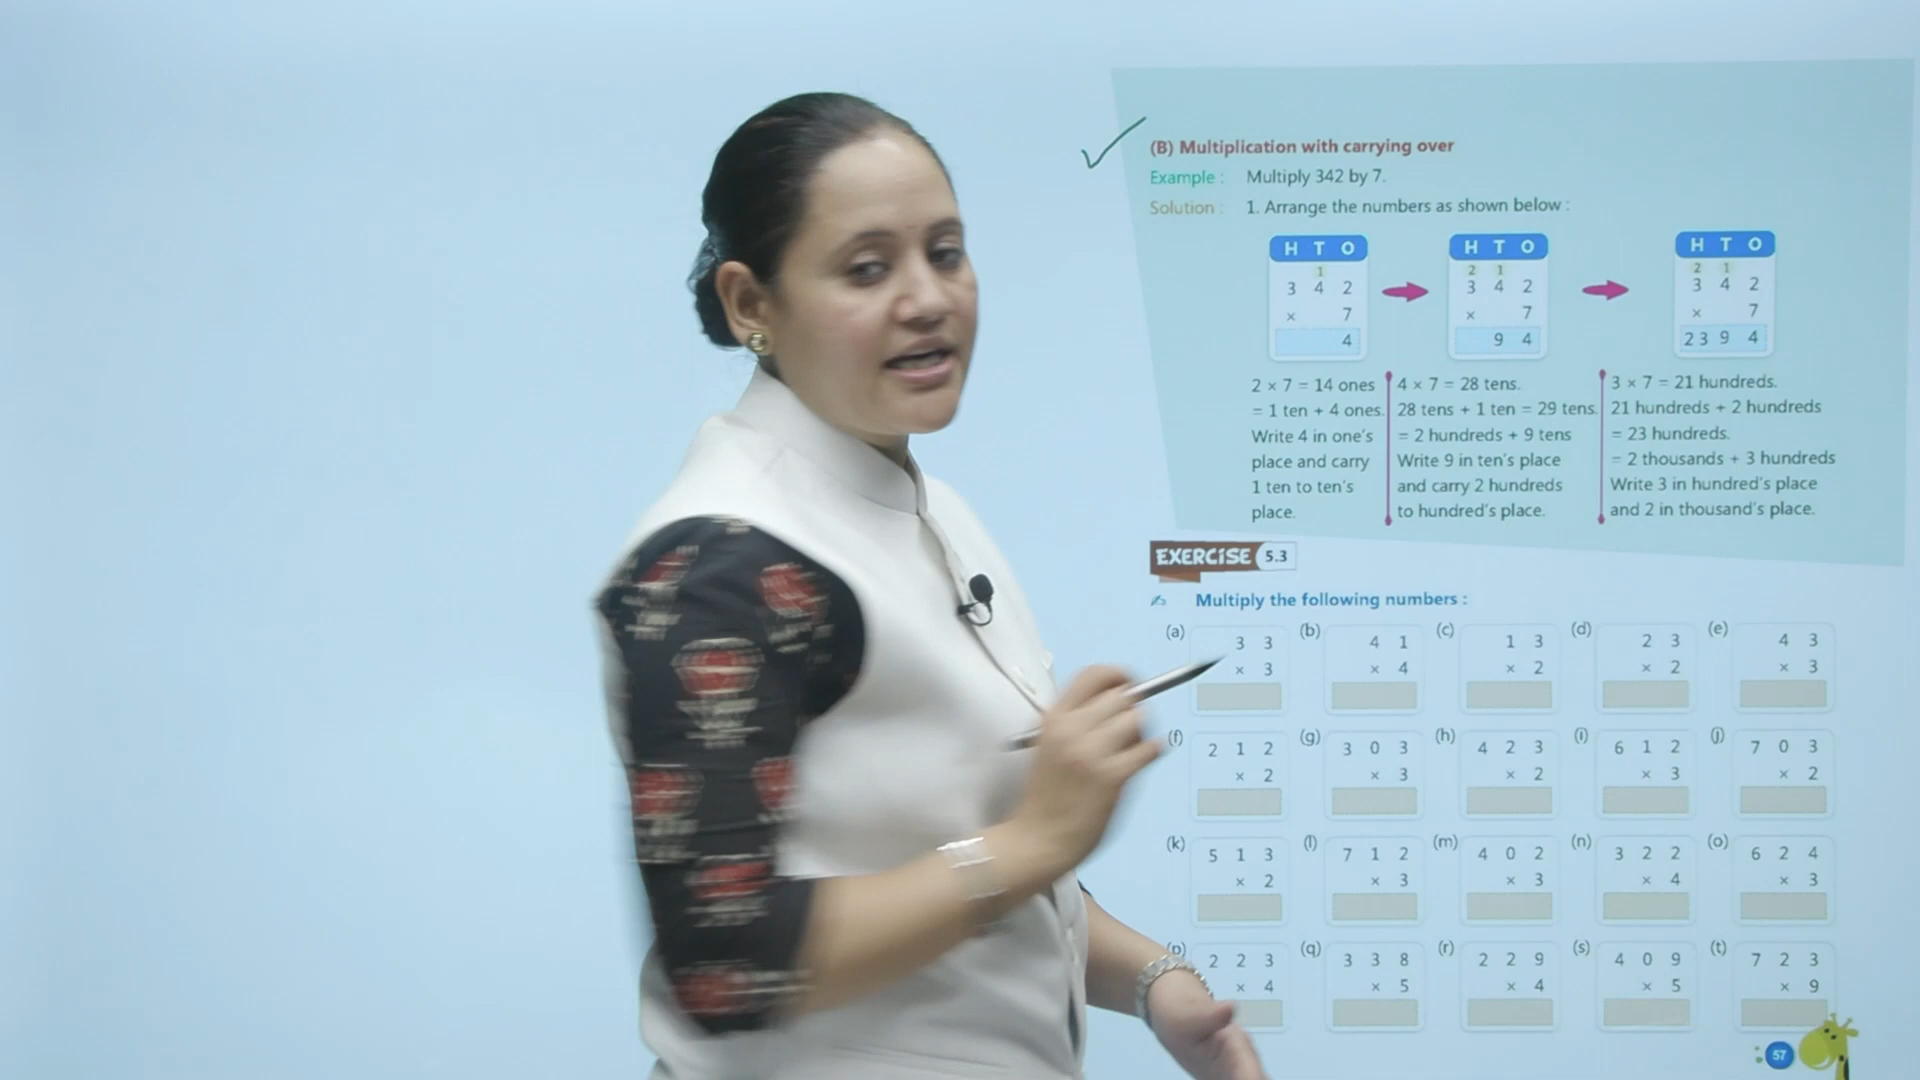 (B) Multiplication with carrying over
Example : Multiply 342 by 7.
Solution : 1. Arrange the numbers as shown below :
H T O H T O H T O
1 2 1 2 1
3 4 2 3 4 2 3 4 2
× 7 × 7 × 7
4 9 4 2 3 9 4
2 × 7 = 14 ones
= 1 ten + 4 ones.
Write 4 in one's
place and carry
1 ten to ten's
place.
4 × 7 = 28 tens.
28 tens + 1 ten = 29 tens.
= 2 hundreds + 9 tens
Write 9 in ten's place
and carry 2 hundreds
to hundred's place.
3 × 7 = 21 hundreds.
21 hundreds + 2 hundreds
= 23 hundreds.
= 2 thousands + 3 hundreds
Write 3 in hundred's place
and 2 in thousand's place.
EXERCISE 5.3
Multiply the following numbers :
(a) 3 3 (b) 4 1 (c) 1 3 (d) 2 3 (e) 4 3
× 3 × 4 × 2 × 2 × 3
(f) 2 1 2 (g) 3 0 3 (h) 4 2 3 (i) 6 1 2 (j) 7 0 3
× 2 × 3 × 2 × 3 × 2
(k) 5 1 3 (l) 7 1 2 (m) 4 0 2 (n) 3 2 2 (o) 6 2 4
× 2 × 3 × 3 × 4 × 3
(p) 2 2 3 (q) 3 3 8 (r) 2 2 9 (s) 4 0 9 (t) 7 2 3
× 4 × 5 × 4 × 5 × 9
57